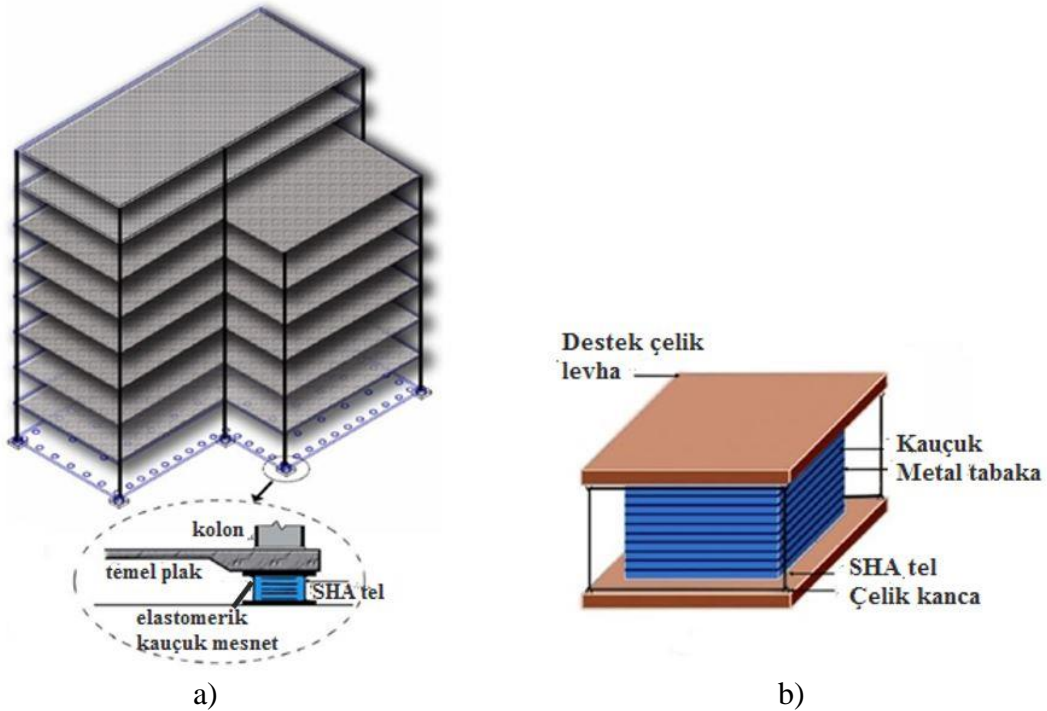 kolon
temel plak
SHA tel
elastomerik
kauçuk mesnet
a)
Destek çelik
levha
Kauçuk
Metal tabaka
SHA tel
Çelik kanca
b)